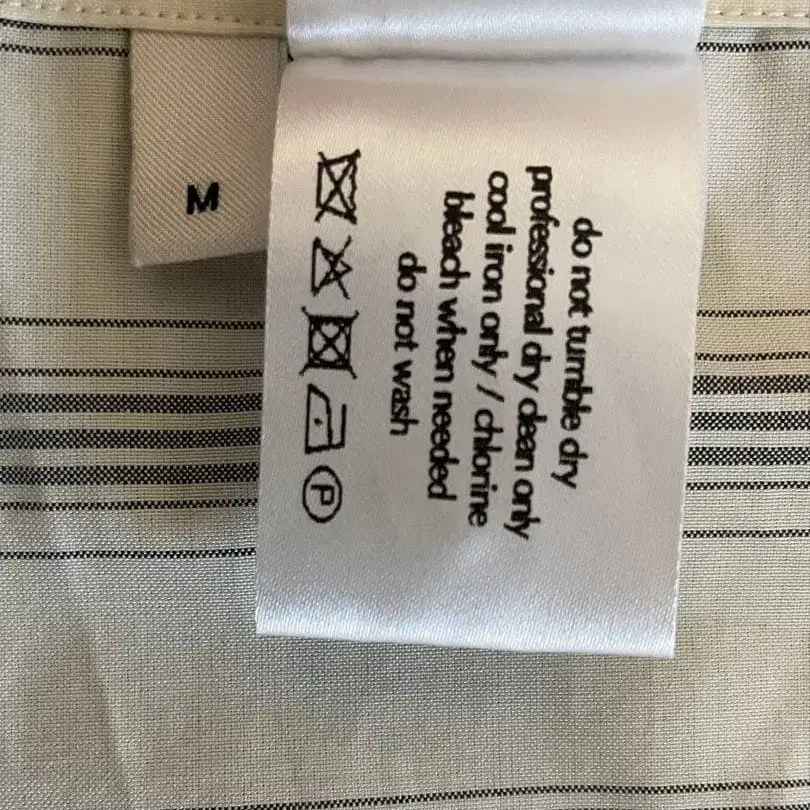 M
do not tumble dry
professional dry clean only
cool iron only / chlorine
bleach when needed
do not wash
P